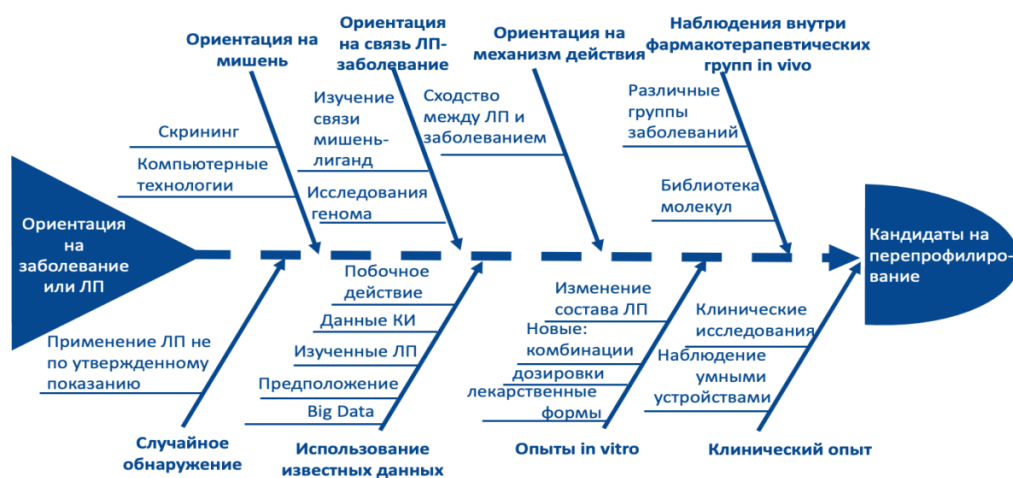 Ориентация на
мишень
Ориентация
на связь ЛП-
заболевание
Ориентация на
механизм действия
Наблюдения внутри
фармакотерапевтических
групп in vivo
Скрининг
Компьютерные
технологии
Изучение
связи
мишень-
лиганд
Исследования
генома
Сходство
между ЛП и
заболеванием
Различные
группы
заболеваний
Библиотека
молекул
Ориентация
на
заболевание
или ЛП
Кандидаты на
перепрофилиро-
вание
Применение ЛП не
по утвержденному
показанию
Побочное
действие
Данные КИ
Изученные ЛП
Предположение
Big Data
Изменение
состава ЛП
Новые:
комбинации
дозировки
лекарственные
формы
Клинические
исследования
Наблюдение
умными
устройствами
Случайное
обнаружение
Использование
известных данных
Опыты in vitro
Клинический опыт